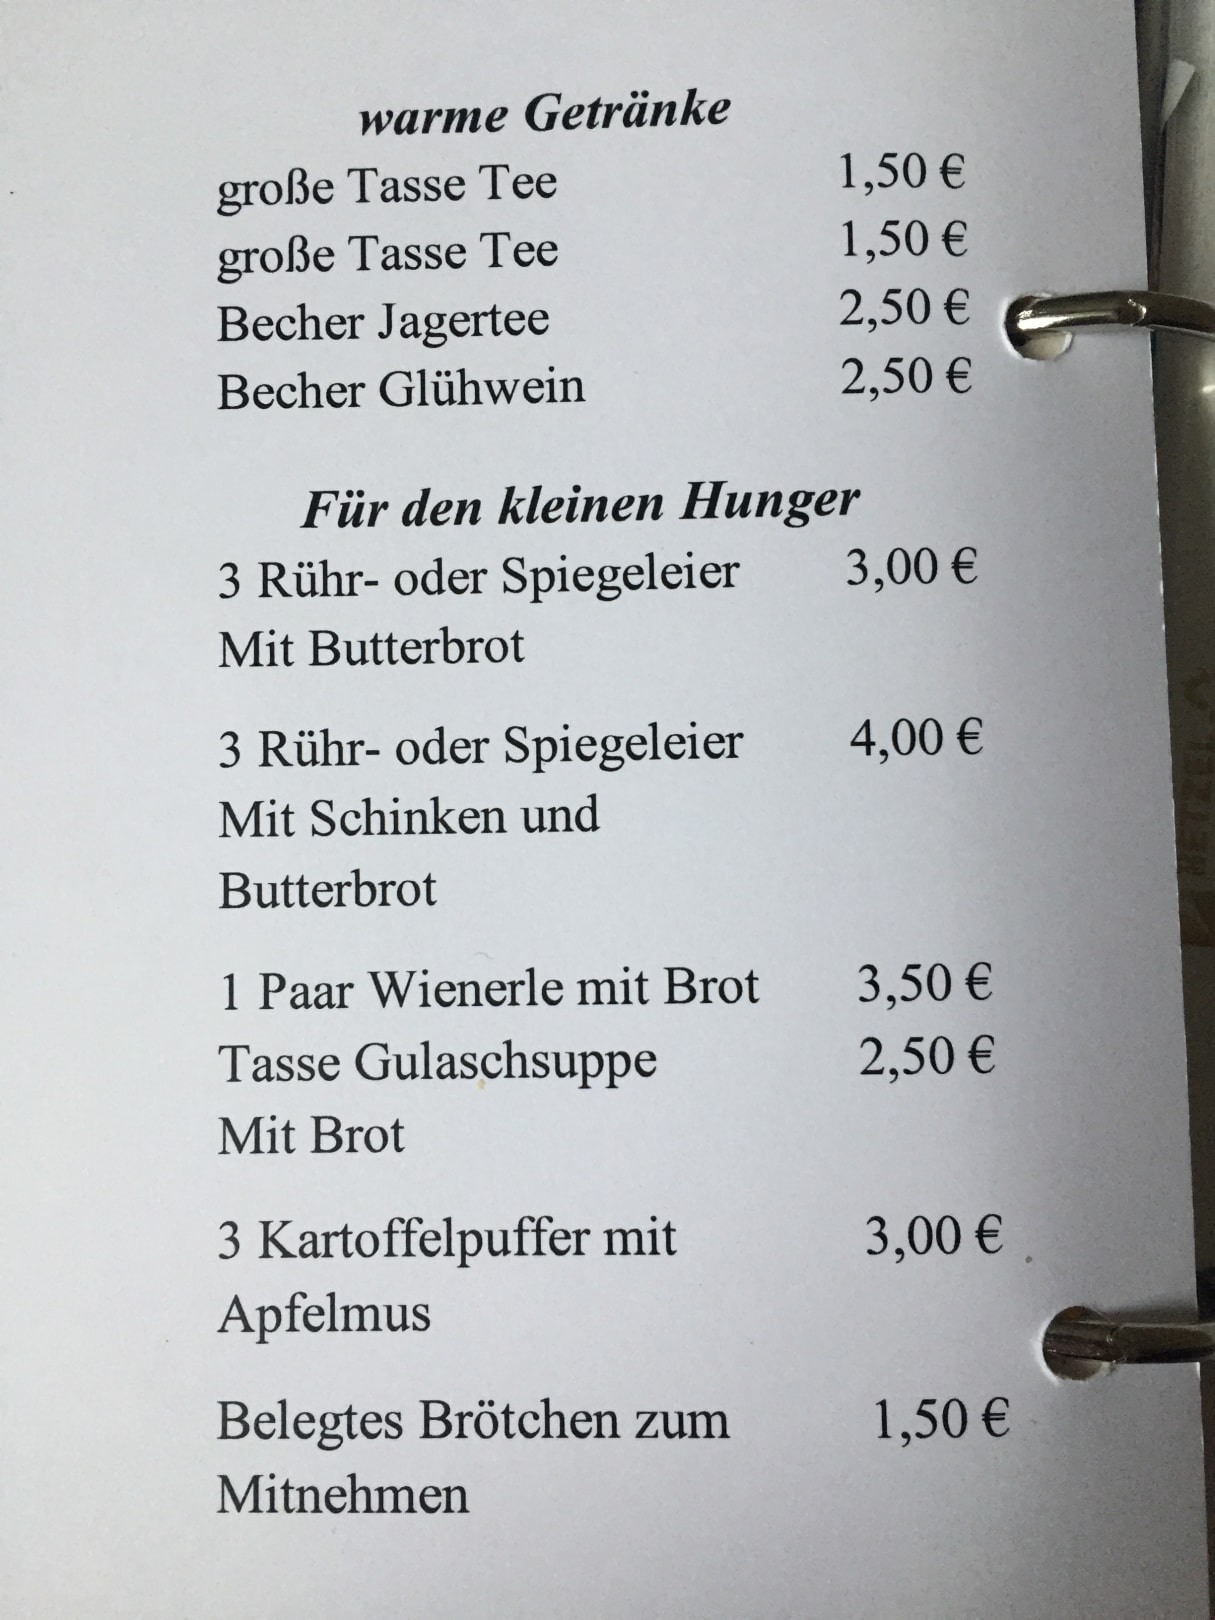 warme Getränke
große Tasse Tee 1,50 €
große Tasse Tee 1,50 €
Becher Jagertee 2,50 €
Becher Glühwein 2,50 €
Für den kleinen Hunger
3 Rühr- oder Spiegeleier 3,00 €
Mit Butterbrot
3 Rühr- oder Spiegeleier 4,00 €
Mit Schinken und
Butterbrot
1 Paar Wienerle mit Brot 3,50 €
Tasse Gulaschsuppe 2,50 €
Mit Brot
3 Kartoffelpuffer mit 3,00 €
Apfelmus
Belegtes Brötchen zum 1,50 €
Mitnehmen